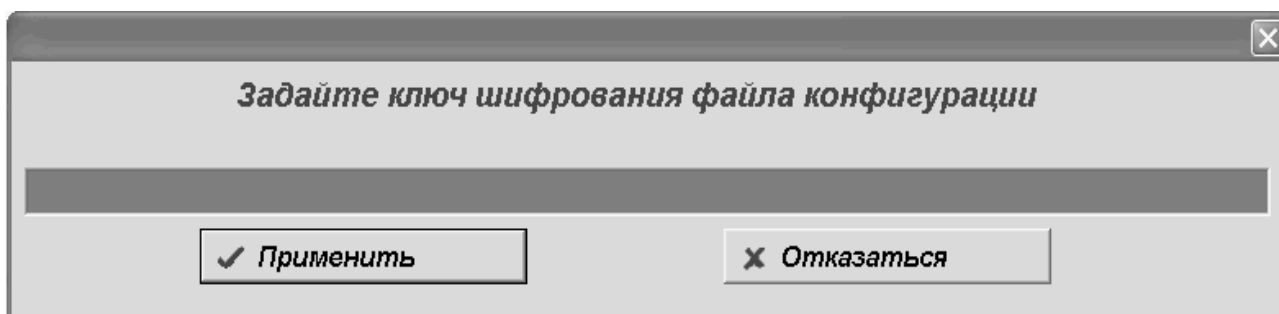 Задайте ключ шифрования файла конфигурации
Применить
Отказаться